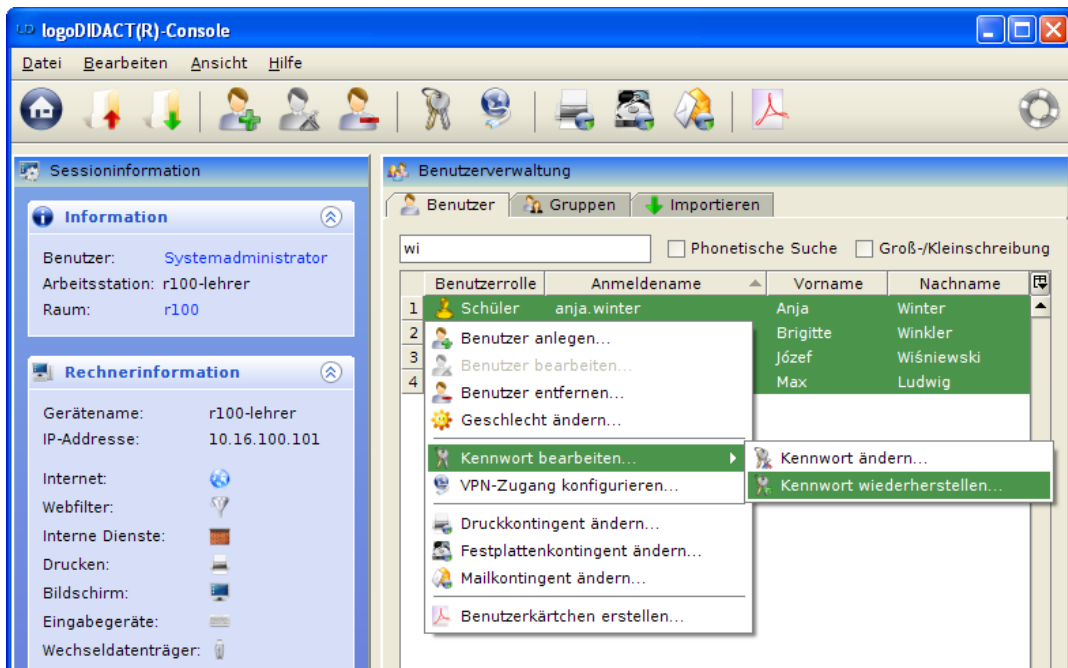 LD logoDIDACT(R)-Console
Datei Bearbeiten Ansicht Hilfe
Sessioninformation
Information
Benutzer: Systemadministrator
Arbeitsstation: r100-lehrer
Raum: r100
Rechnerinformation
Gerätename: r100-lehrer
IP-Addresse: 10.16.100.101
Internet:
Webfilter:
Interne Dienste:
Drucken:
Bildschirm:
Eingabegeräte:
Wechseldatenträger:
Benutzerverwaltung
Benutzer Gruppen Importieren
wi Phonetische Suche Groß-/Kleinschreibung
Benutzerrolle Anmeldename Vorname Nachname
1 Schüler anja.winter Anja Winter
2 Brigitte Winkler
3 Józef Wiśniewski
4 Max Ludwig
Benutzer anlegen...
Benutzer bearbeiten...
Benutzer entfernen...
Geschlecht ändern...
Kennwort bearbeiten...
VPN-Zugang konfigurieren...
Druckkontingent ändern...
Festplattenkontingent ändern...
Mailkontingent ändern...
Benutzerkärtchen erstellen...
Kennwort ändern...
Kennwort wiederherstellen...